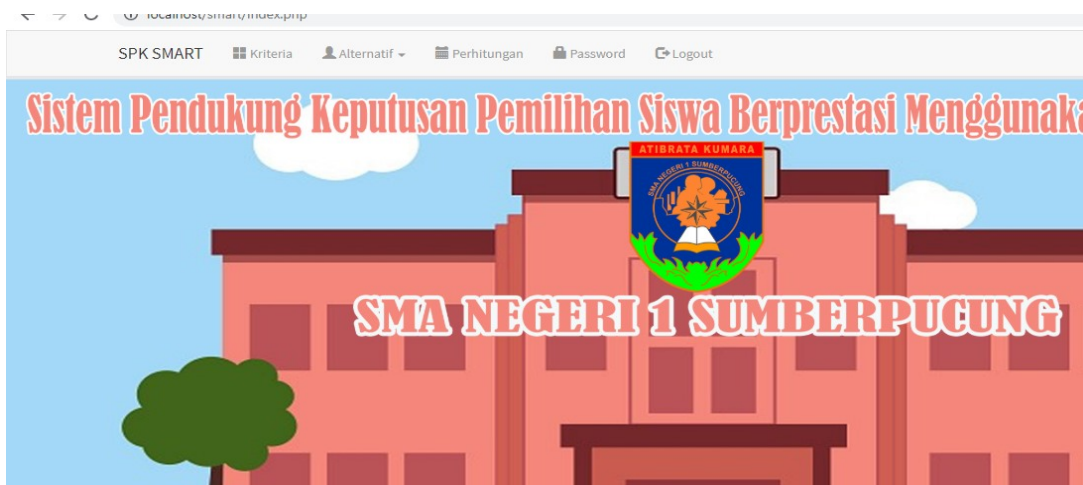 localhost/smart/index.php
SPK SMART Kriteria Alternatif Perhitungan Password Logout
Sistem Pendukung Keputusan Pemilihan Siswa Berprestasi
ATIBRATA KUMARA
SMA NEGERI 1 SUMBERPUCUNG
SMA NEGERI 1 SUMBERPUCUNG